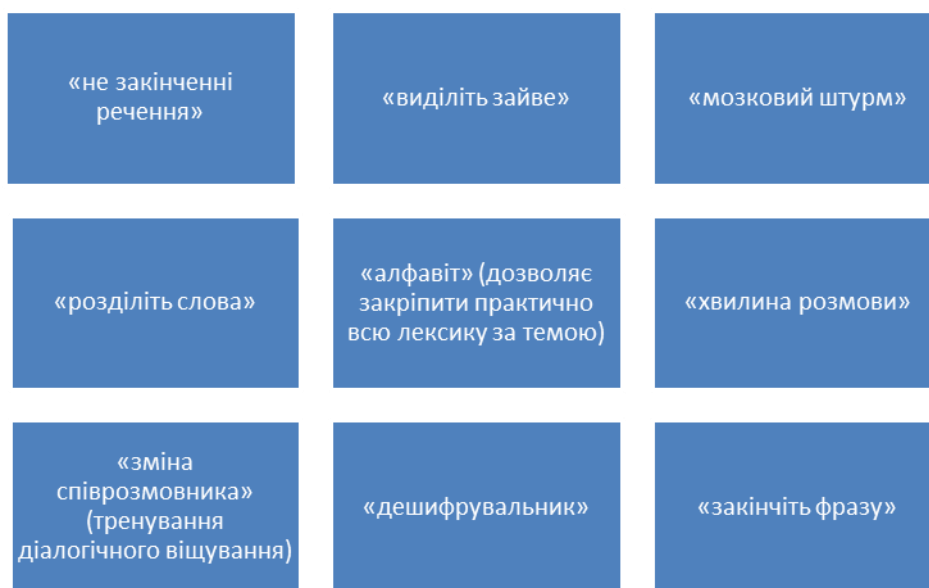 «не закінченні
речення»
«виділіть зайве»
«мозковий штурм»
«розділіть слова»
«алфавіт» (дозволяє
закріпити практично
всю лексику за темою)
«хвилина розмови»
«зміна
співрозмовника»
(тренування
діалогічного віщування)
«дешифрувальник»
«закінчіть фразу»